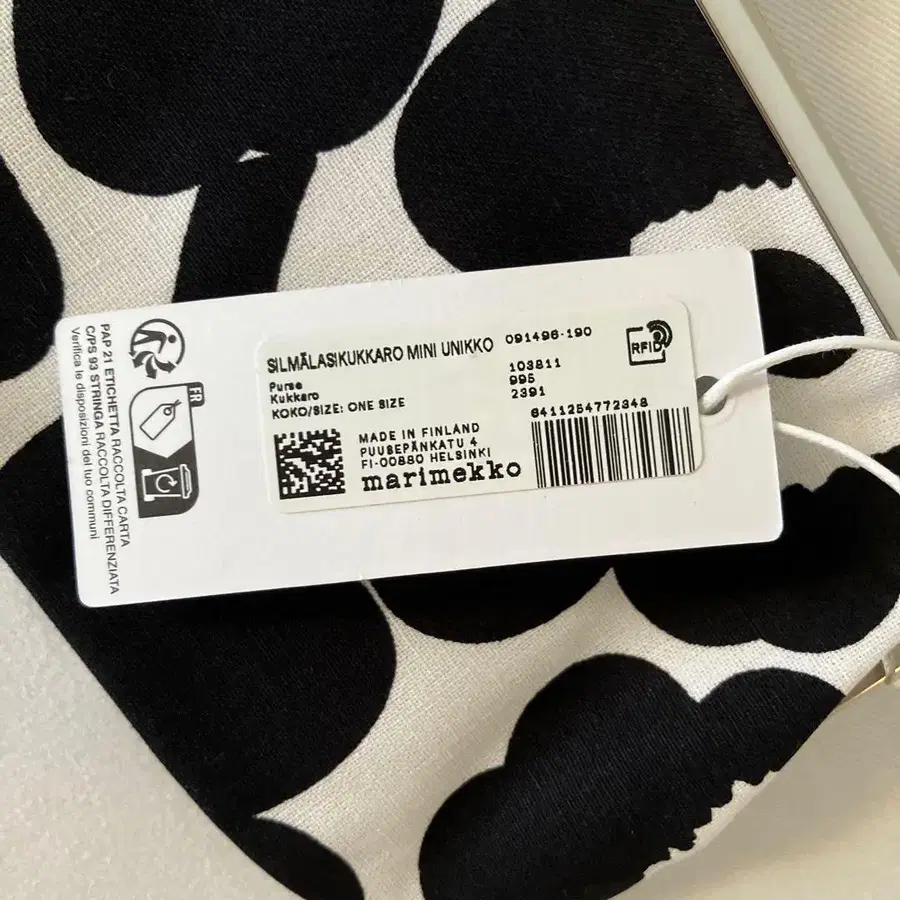 SILMÄLASIKUKKARO MINI UNIKKO
091496-190
RFID
Purse
Kukkaro
KOKO/SIZE: ONE SIZE
103811
995
2391
6411254772348
MADE IN FINLAND
PUUSEPÄNKATU 4
FI-00880 HELSINKI
marimekko
FR
PAP 21 ETICHETTA RACCOLTA CARTA
C/PS 93 STRINGA RACCOLTA DIFFERENZIATA
Verifica le disposizioni del tuo comuni